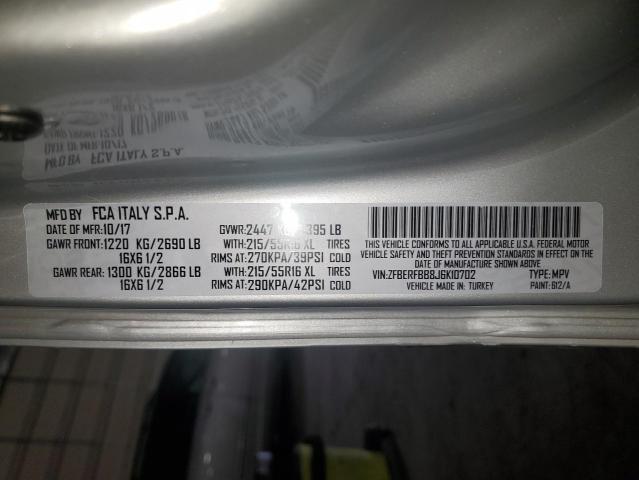 MFD BY FCA ITALY S.P.A.
DATE OF MFR:10/17 GVWR:2447 395 LB
GAWR FRONT:1220 KG/2690 LB WITH:215/55R16 XL TIRES
16X6 1/2 RIMS AT:270KPA/39PSI COLD
GAWR REAR:1300 KG/2866 LB WITH:215/55R16 XL TIRES
16X6 1/2 RIMS AT:290KPA/42PSI COLD
THIS VEHICLE CONFORMS TO ALL APPLICABLE U.S.A. FEDERAL MOTOR
VEHICLE SAFETY AND THEFT PREVENTION STANDARDS IN EFFECT ON THE
DATE OF MANUFACTURE SHOWN ABOVE.
VIN:ZFBERFBB8J6K10702 TYPE: MPV
VEHICLE MADE IN: TURKEY PAINT: 612/A